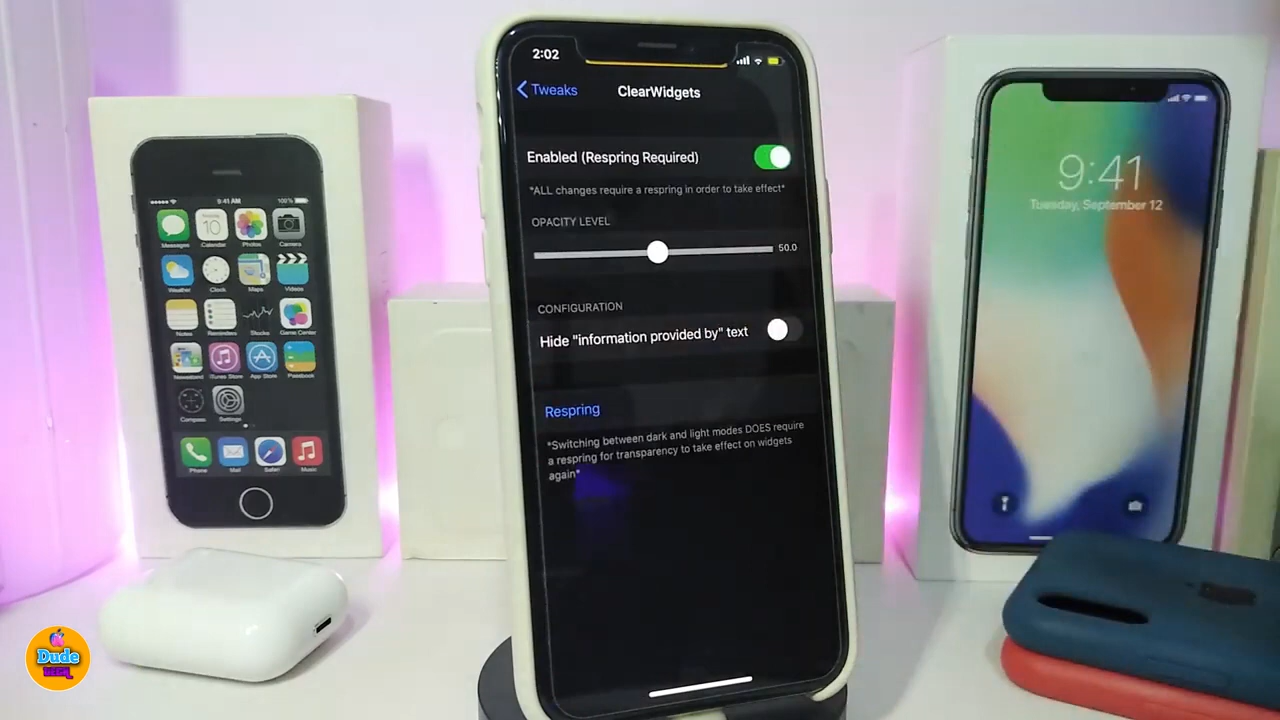 2:02
Tweaks
ClearWidgets
Enabled (Respring Required)
*ALL changes require a respring in order to take effect*
OPACITY LEVEL
50.0
CONFIGURATION
Hide "information provided by" text
Respring
*Switching between dark and light modes DOES require
a respring for transparency to take effect on widgets
again*
9:41 AM
100%
Messages
Calendar
Photos
Camera
10
Weather
Clock
Maps
Videos
Notes
Reminders
Stocks
Game Center
Newsstand
iTunes Store
App Store
Passbook
Compass
Settings
Phone
Mail
Safari
Music
9:41
Tuesday, September 12
Dude